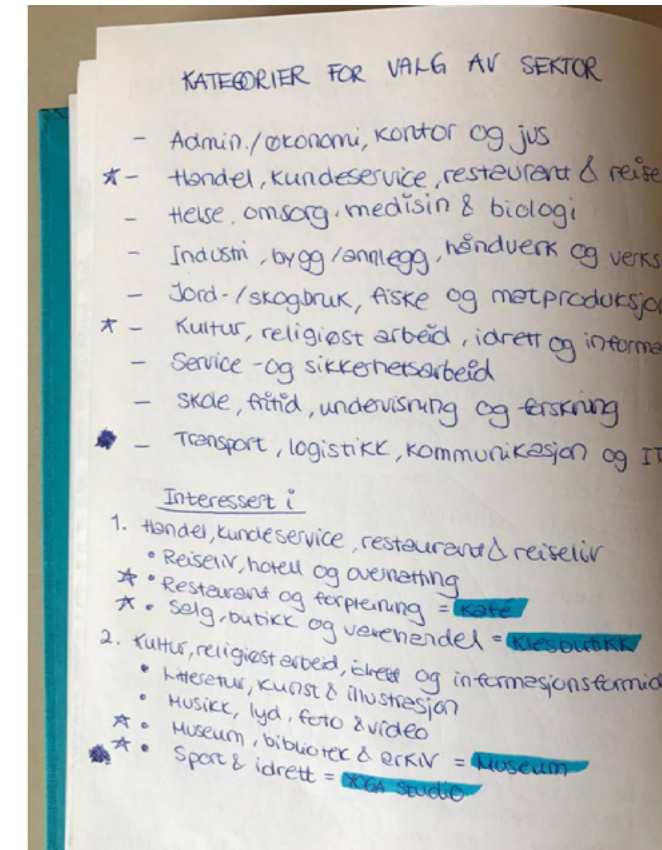 KATEGORIER FOR VALG AV SEKTOR
- Admin./økonomi, kontor og jus
☆ - Handel, kundeservice, restaurant & reise
- Helse, omsorg, medisin & biologi
- Industri, bygg/anlegg, håndverk og verks
- Jord-/skogbruk, fiske og matproduksjon
☆ - Kultur, religiøst arbeid, idrett og informa
- Service-og sikkerhetsarbeid
- Skole, fritid, undervisning og forskning
- Transport, logistikk, kommunikasjon og IT
Interessert i
1. Handel, kundeservice, restaurant & reiseliv
• Reiseliv, hotell og overnatting
☆ • Restaurant og forpleining = Kafé
☆ • Salg, butikk og varehandel = Klesbutikk
2. Kultur, religiøst arbeid, idrett og informasjonsformid
• Litteratur, kunst & illustrasjon
• Musikk, lyd, foto & video
☆ • Museum, bibliotek & arkiv = Museum
☆ • Sport & idrett = YOGA Studio